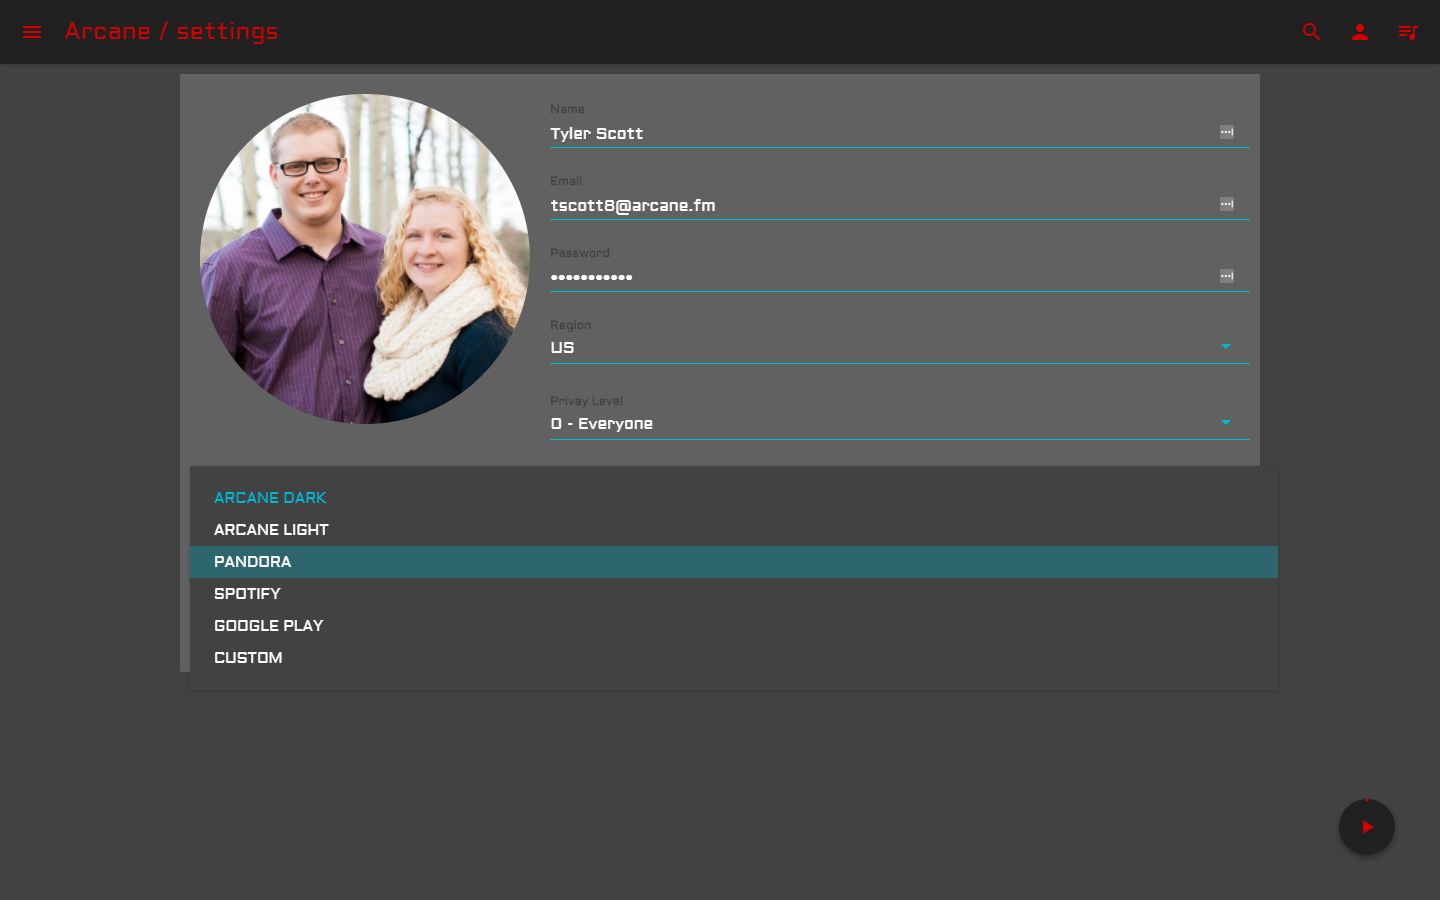 Arcane / settings
Name
Tyler Scott
Email
tscott8@arcane.fm
Password
•••••••••••
Region
US
Privay Level
0 - Everyone
ARCANE DARK
ARCANE LIGHT
PANDORA
SPOTIFY
GOOGLE PLAY
CUSTOM